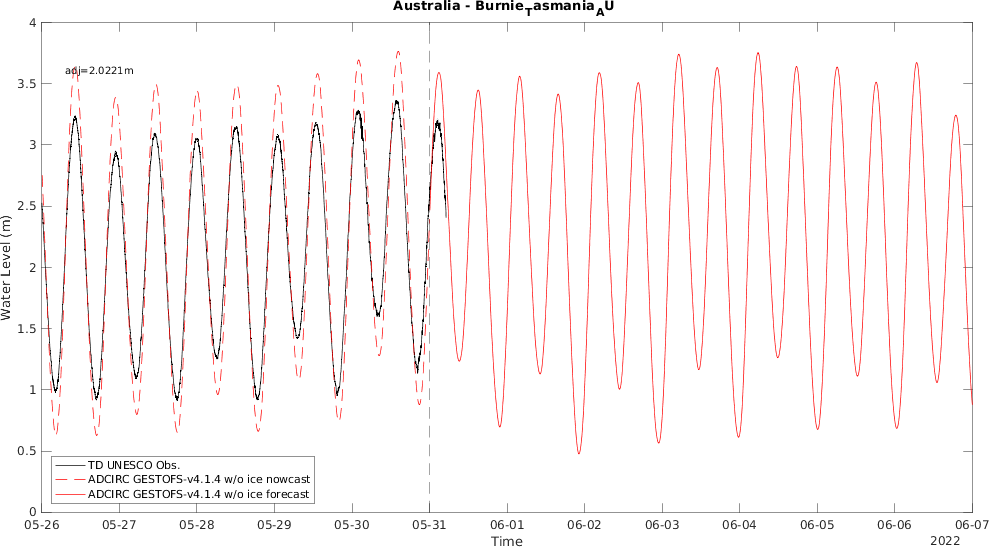 Australia - Burnie_Tasmania_AU
4
adj=2.0221m
3.5
3
2.5
2
1.5
1
0.5
0
Water Level (m)
TD UNESCO Obs.
ADCIRC GESTOFS-v4.1.4 w/o ice nowcast
ADCIRC GESTOFS-v4.1.4 w/o ice forecast
05-26 05-27 05-28 05-29 05-30 05-31 06-01 06-02 06-03 06-04 06-05 06-06 06-07
Time
2022